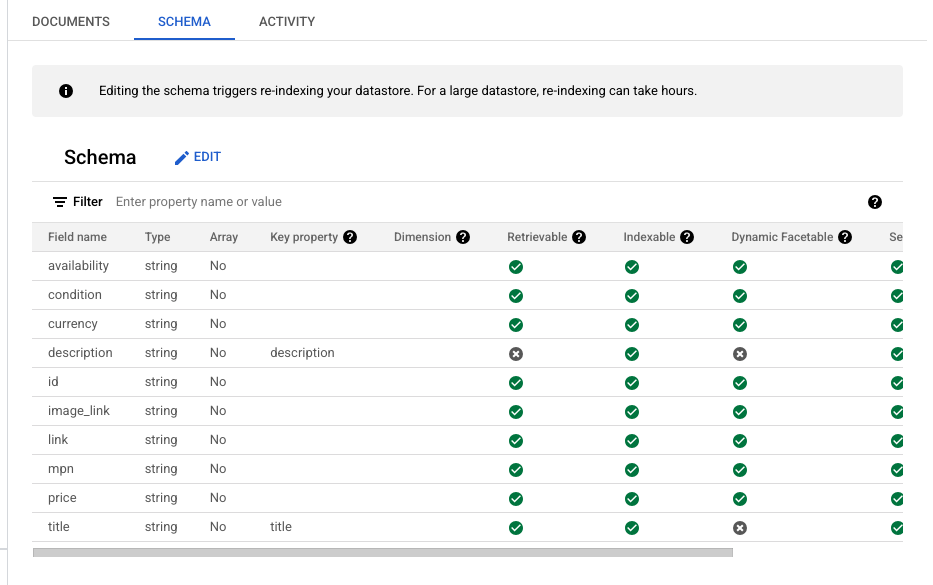 DOCUMENTS SCHEMA ACTIVITY
Editing the schema triggers re-indexing your datastore. For a large datastore, re-indexing can take hours.
Schema EDIT
Filter Enter property name or value
Field name Type Array Key property Dimension Retrievable Indexable Dynamic Facetable Se
availability string No
condition string No
currency string No
description string No description
id string No
image_link string No
link string No
mpn string No
price string No
title string No title